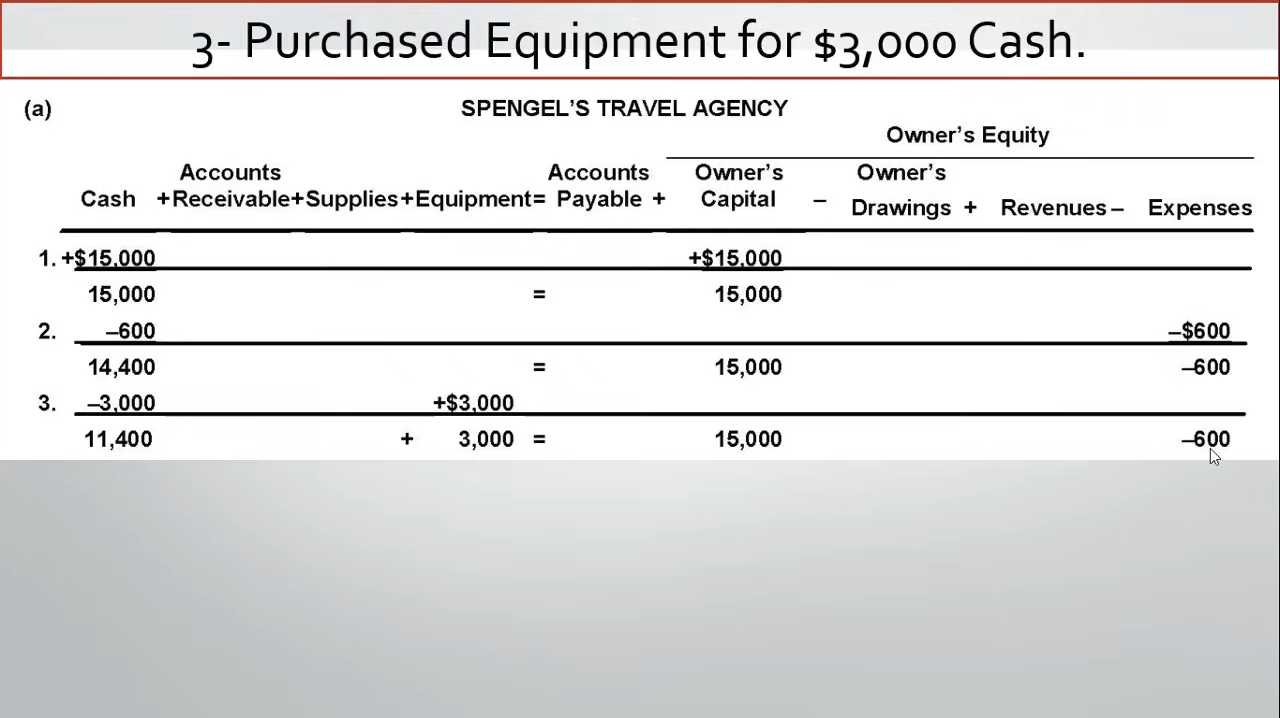 3- Purchased Equipment for $3,000 Cash.
(a) SPENGEL'S TRAVEL AGENCY
Owner's Equity
Accounts Accounts Owner's Owner's
Cash +Receivable+Supplies+Equipment= Payable + Capital – Drawings + Revenues – Expenses
1. +$15,000 +$15,000
15,000 = 15,000
2. –600 –$600
14,400 = 15,000 –600
3. –3,000 +$3,000
11,400 + 3,000 = 15,000 –600